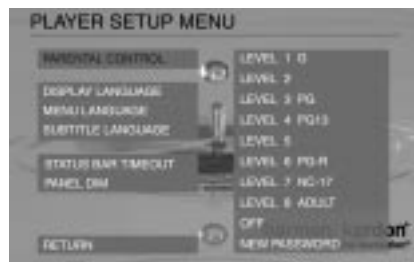 PLAYER SETUP MENU
PARENTAL CONTROL
DISPLAY LANGUAGE
MENU LANGUAGE
SUBTITLE LANGUAGE
STATUS BAR TIMEOUT
PANEL DIM
RETURN
LEVEL 1 G
LEVEL 2
LEVEL 3 PG
LEVEL 4 PG13
LEVEL 5
LEVEL 6 PG-R
LEVEL 7 NC-17
LEVEL 8 ADULT
OFF
harman/kardon
NEW PASSWORD